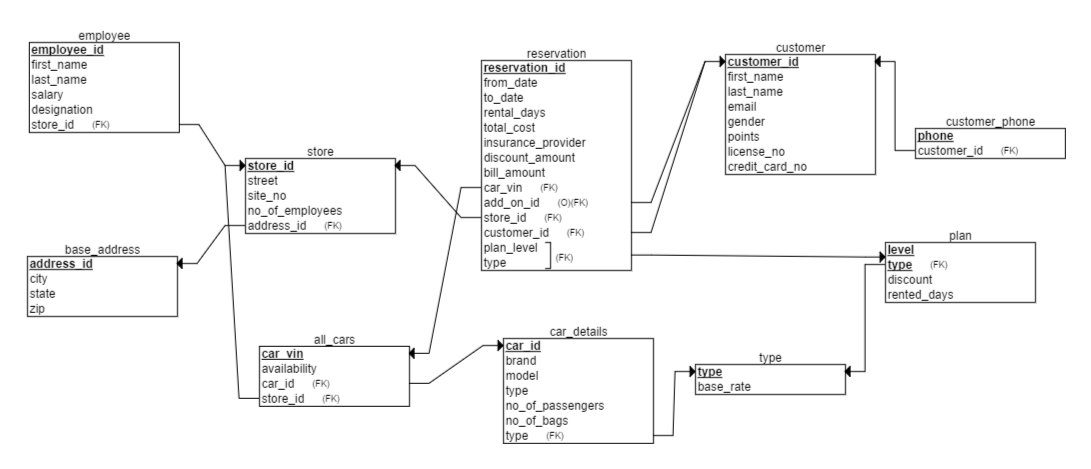 employee
employee_id
first_name
last_name
salary
designation
store_id (FK)
store
store_id
street
site_no
no_of_employees
address_id (FK)
base_address
address_id
city
state
zip
reservation
reservation_id
from_date
to_date
rental_days
total_cost
insurance_provider
discount_amount
bill_amount
car_vin (FK)
add_on_id (O)(FK)
store_id (FK)
customer_id (FK)
plan_level
type
(FK)
customer
customer_id
first_name
last_name
email
gender
points
license_no
credit_card_no
customer_phone
phone
customer_id (FK)
plan
level
type (FK)
discount
rented_days
all_cars
car_vin
availability
car_id (FK)
store_id (FK)
car_details
car_id
brand
model
type
no_of_passengers
no_of_bags
type (FK)
type
type
base_rate